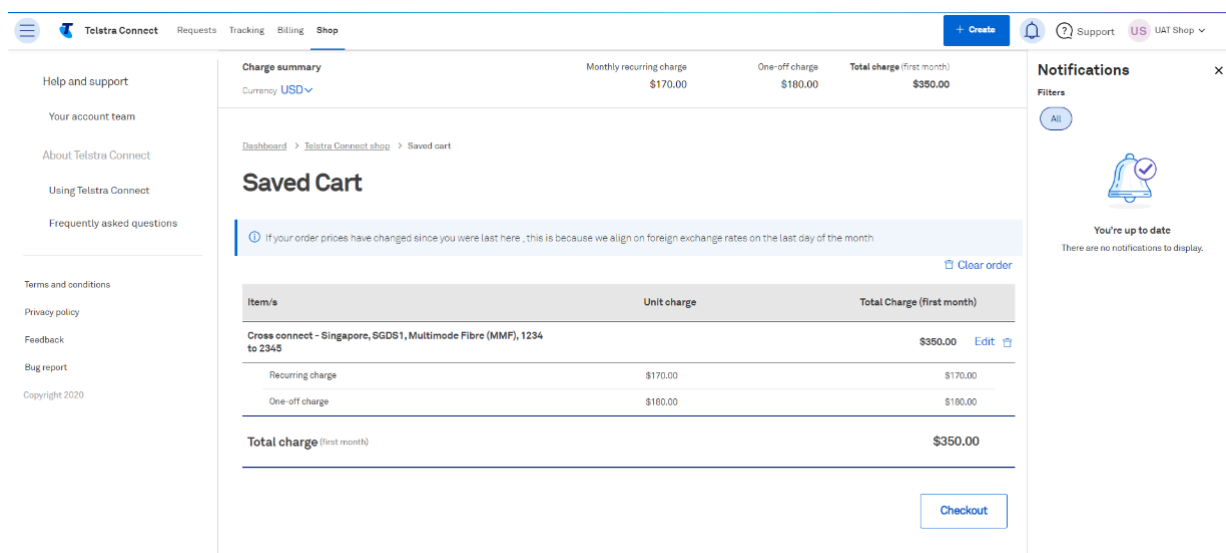 Telstra Connect Requests Tracking Billing Shop + Create Support US UAT Shop
Help and support
Your account team
About Telstra Connect
Using Telstra Connect
Frequently asked questions
Terms and conditions
Privacy policy
Feedback
Bug report
Copyright 2020
Charge summary Monthly recurring charge One-off charge Total charge (first month)
Currency USD $170.00 $180.00 $350.00
Dashboard > Telstra Connect shop > Saved cart
Saved Cart
If your order prices have changed since you were last here , this is because we align on foreign exchange rates on the last day of the month
Clear order
Item/s Unit charge Total Charge (first month)
Cross connect - Singapore, SGDS1, Multimode Fibre (MMF), 1234
to 2345 $350.00 Edit
Recurring charge $170.00 $170.00
One-off charge $180.00 $180.00
Total charge (first month) $350.00
Checkout
Notifications
Filters
All
You're up to date
There are no notifications to display.